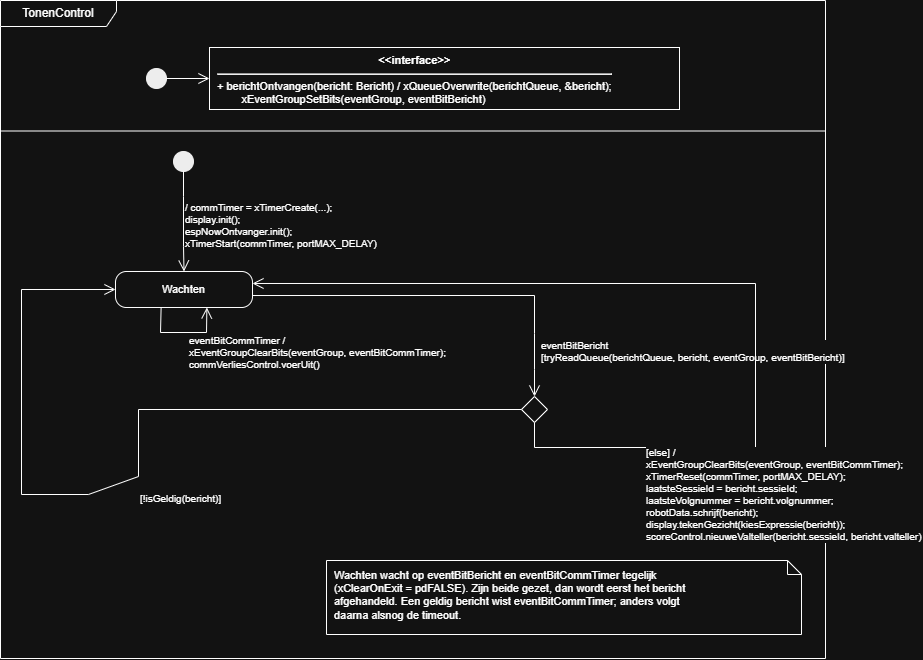 TonenControl
<<interface>>
+ berichtOntvangen(bericht: Bericht) / xQueueOverwrite(berichtQueue, &bericht);
xEventGroupSetBits(eventGroup, eventBitBericht)
/ commTimer = xTimerCreate(...);
display.init();
espNowOntvanger.init();
xTimerStart(commTimer, portMAX_DELAY)
Wachten
eventBitCommTimer /
xEventGroupClearBits(eventGroup, eventBitCommTimer);
commVerliesControl.voerUit()
eventBitBericht
[tryReadQueue(berichtQueue, bericht, eventGroup, eventBitBericht)]
[!isGeldig(bericht)]
[else] /
xEventGroupClearBits(eventGroup, eventBitCommTimer);
xTimerReset(commTimer, portMAX_DELAY);
laatsteSessieId = bericht.sessieId;
laatsteVolgnummer = bericht.volgnummer;
robotData.schrijf(bericht);
display.tekenGezicht(kiesExpressie(bericht));
scoreControl.nieuweValteller(bericht.sessieId, bericht.valteller)
Wachten wacht op eventBitBericht en eventBitCommTimer tegelijk
(xClearOnExit = pdFALSE). Zijn beide gezet, dan wordt eerst het bericht
afgehandeld. Een geldig bericht wist eventBitCommTimer; anders volgt
daarna alsnog de timeout.